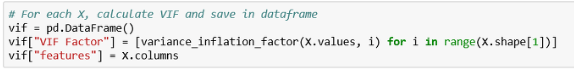 # For each X, calculate VIF and save in dataframe
vif = pd.DataFrame()
vif["VIF Factor"] = [variance_inflation_factor(X.values, i) for i in range(X.shape[1])]
vif["features"] = X.columns